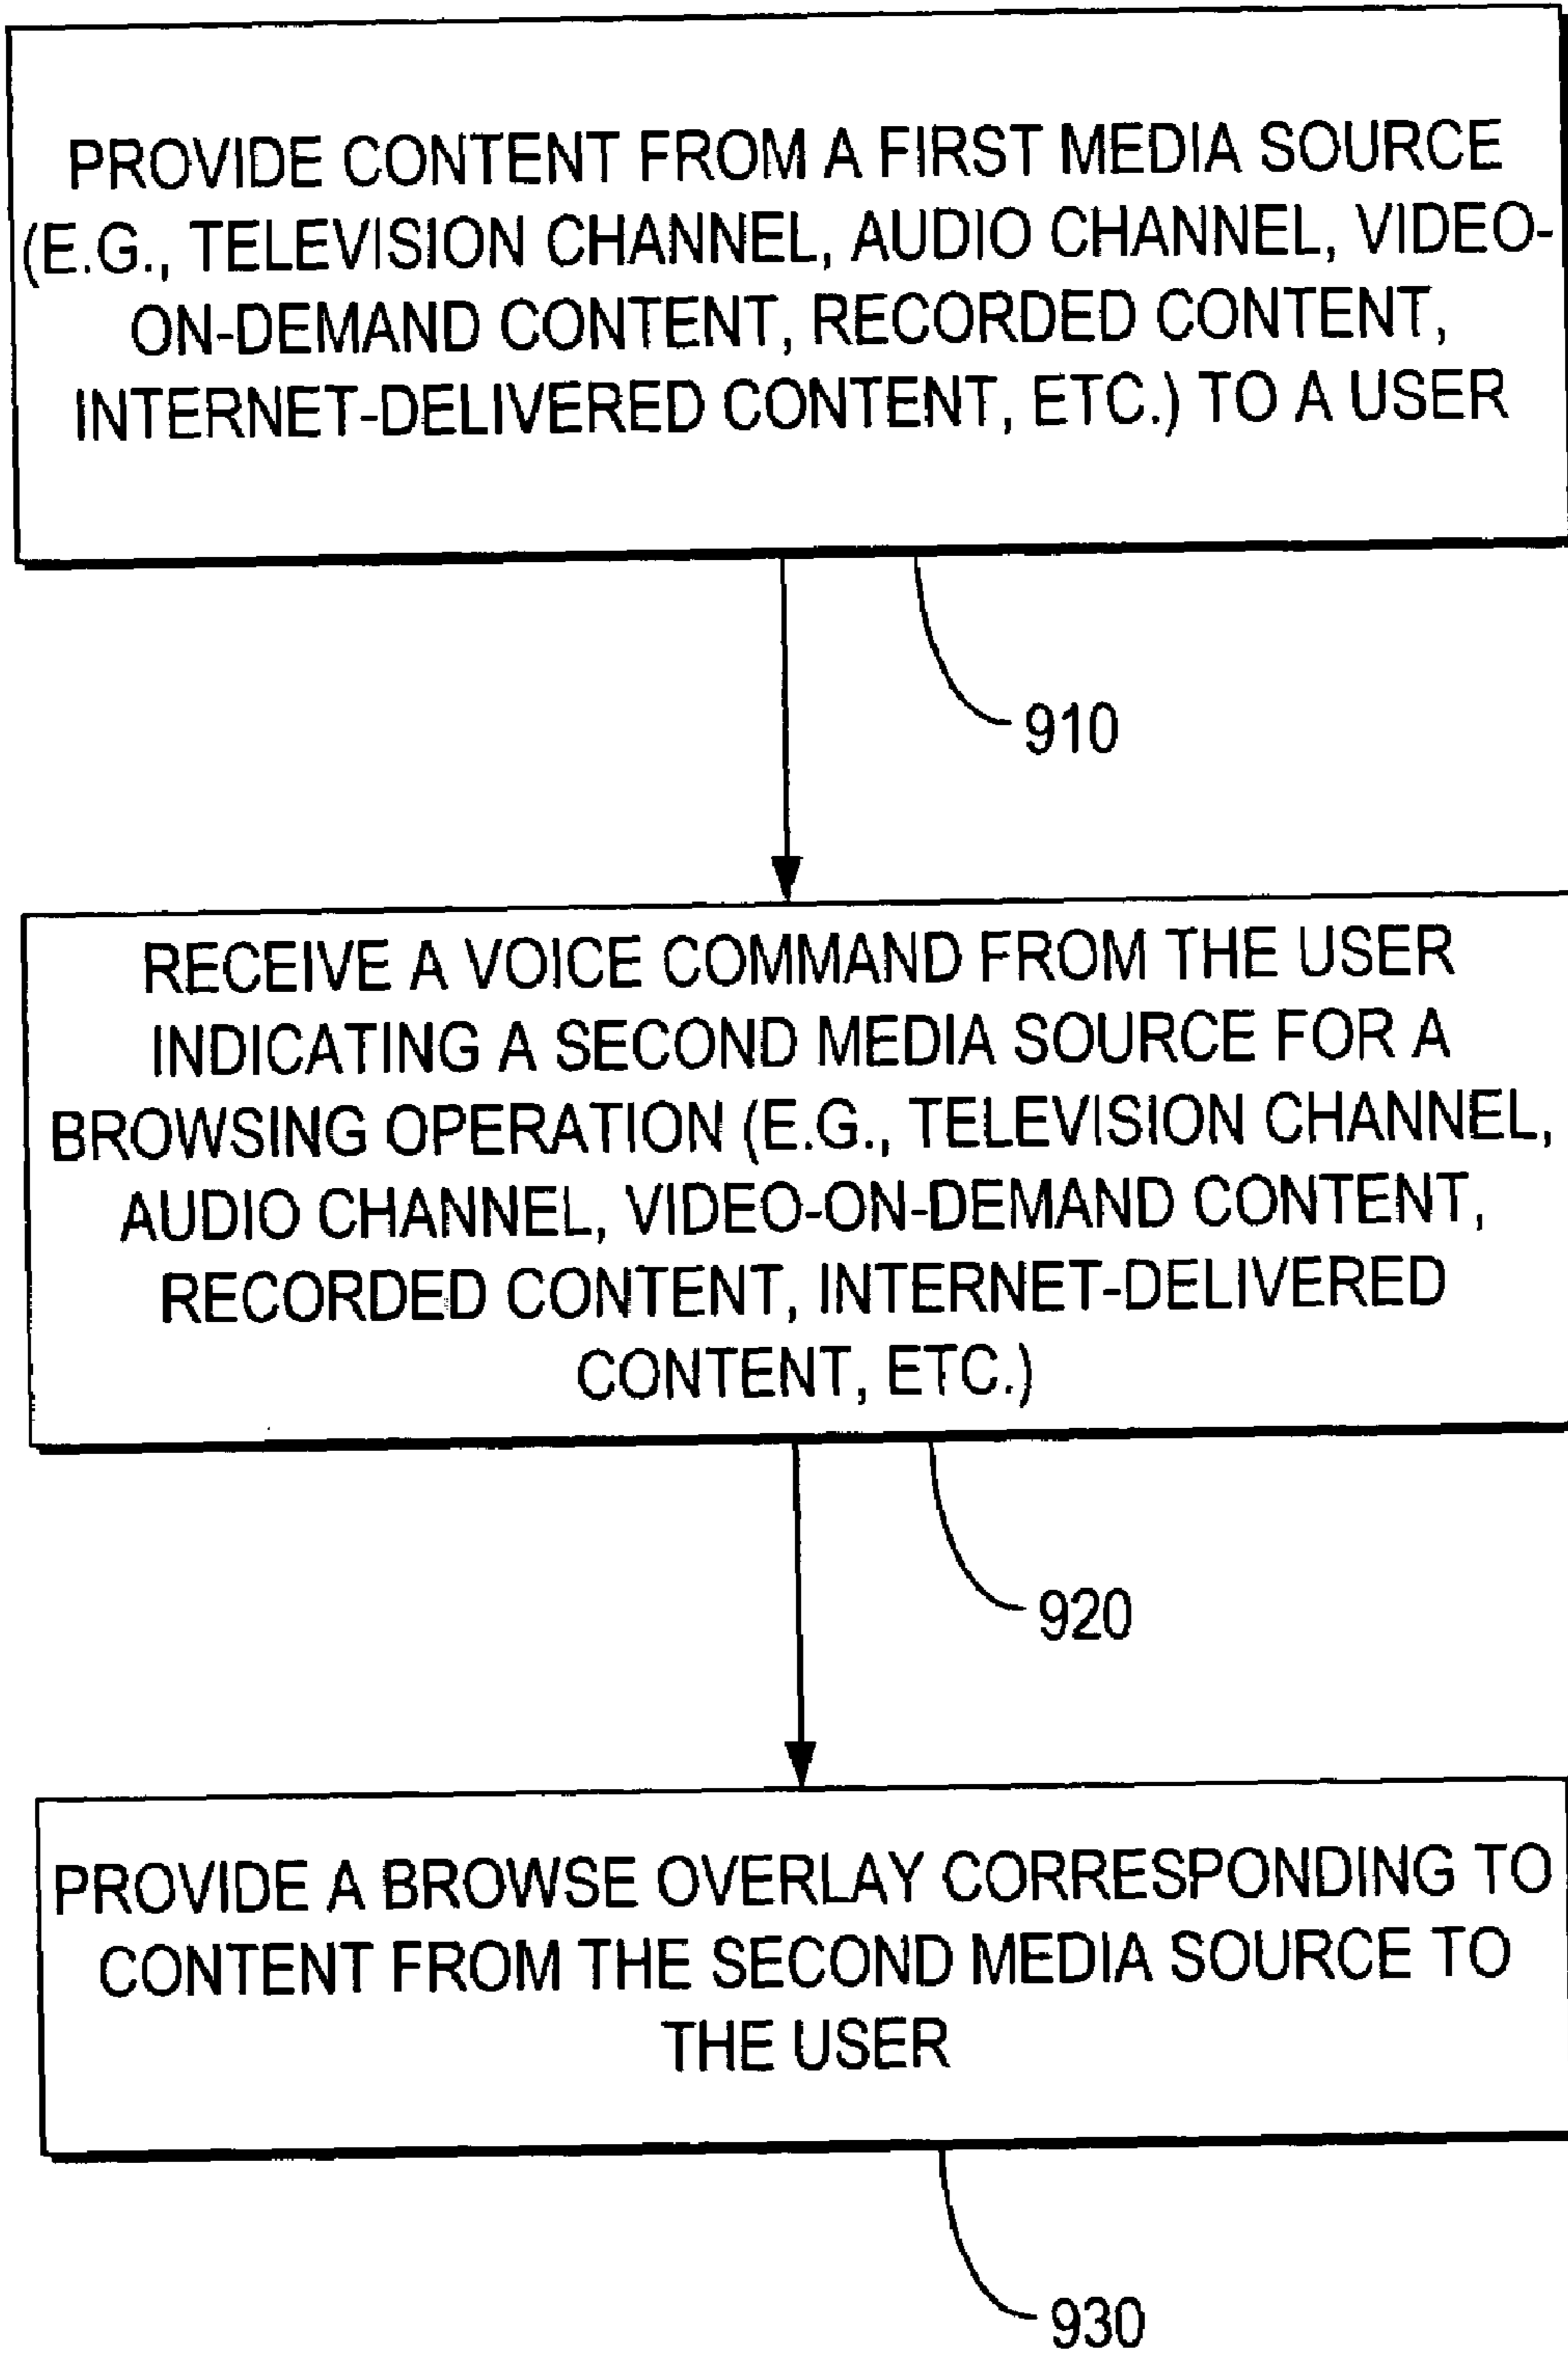 PROVIDE CONTENT FROM A FIRST MEDIA SOURCE
(E.G., TELEVISION CHANNEL, AUDIO CHANNEL, VIDEO-
ON-DEMAND CONTENT, RECORDED CONTENT,
INTERNET-DELIVERED CONTENT, ETC.) TO A USER
910
RECEIVE A VOICE COMMAND FROM THE USER
INDICATING A SECOND MEDIA SOURCE FOR A
BROWSING OPERATION (E.G., TELEVISION CHANNEL,
AUDIO CHANNEL, VIDEO-ON-DEMAND CONTENT,
RECORDED CONTENT, INTERNET-DELIVERED
CONTENT, ETC.)
920
PROVIDE A BROWSE OVERLAY CORRESPONDING TO
CONTENT FROM THE SECOND MEDIA SOURCE TO
THE USER
930